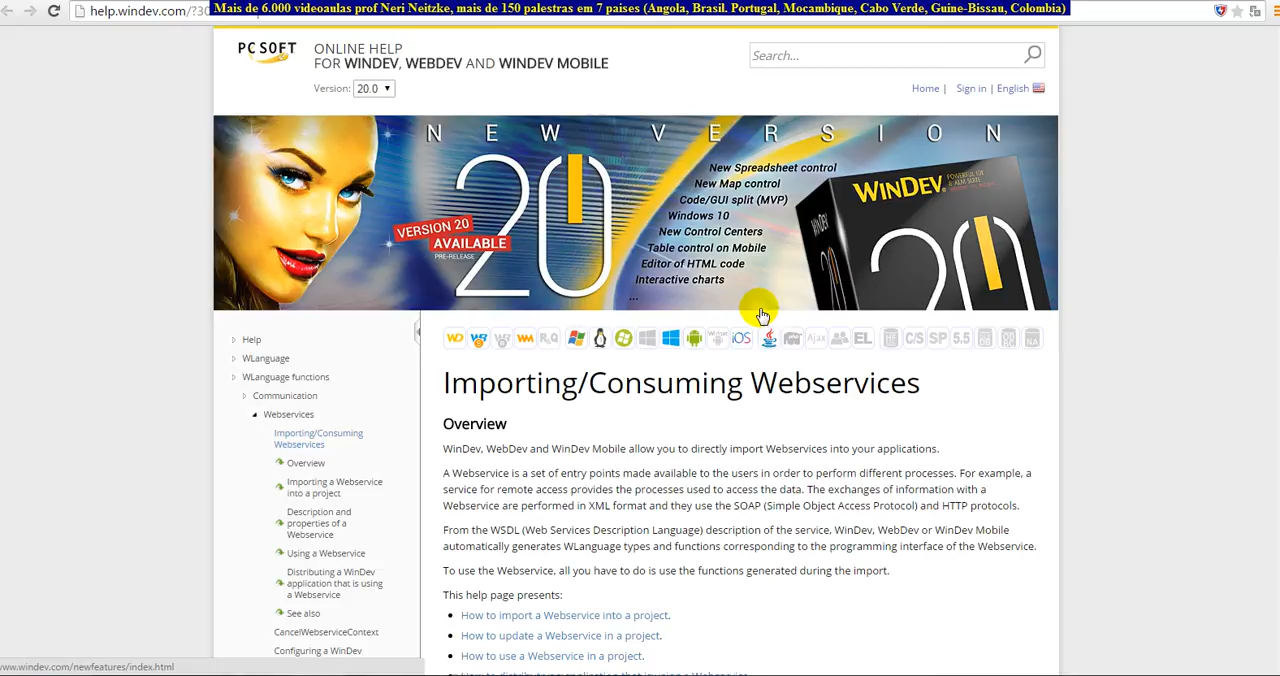 help.windev.com/?30
Mais de 6.000 videoaulas prof Neri Neitzke, mais de 150 palestras em 7 paises (Angola, Brasil. Portugal, Mocambique, Cabo Verde, Guine-Bissau, Colombia)
PC SOFT
ONLINE HELP
FOR WINDEV, WEBDEV AND WINDEV MOBILE
Search...
Version: 20.0
Home | Sign in | English
NEW VERSION
20
VERSION 20
AVAILABLE
PRE-RELEASE
New Spreadsheet control
New Map control
Code/GUI split (MVP)
Windows 10
New Control Centers
Table control on Mobile
Editor of HTML code
Interactive charts
...
WINDEV
20
Help
WLanguage
WLanguage functions
Communication
Webservices
Importing/Consuming
Webservices
Overview
Importing a Webservice
into a project
Description and
properties of a
Webservice
Using a Webservice
Distributing a WinDev
application that is using
a Webservice
See also
CancelWebserviceContext
Configuring a WinDev
WD WB WM R&Q iOS Ajax EL C/S SP 5.5
Importing/Consuming Webservices
Overview
WinDev, WebDev and WinDev Mobile allow you to directly import Webservices into your applications.
A Webservice is a set of entry points made available to the users in order to perform different processes. For example, a
service for remote access provides the processes used to access the data. The exchanges of information with a
Webservice are performed in XML format and they use the SOAP (Simple Object Access Protocol) and HTTP protocols.
From the WSDL (Web Services Description Language) description of the service, WinDev, WebDev or WinDev Mobile
automatically generates WLanguage types and functions corresponding to the programming interface of the Webservice.
To use the Webservice, all you have to do is use the functions generated during the import.
This help page presents:
How to import a Webservice into a project.
How to update a Webservice in a project.
How to use a Webservice in a project.
www.windev.com/newfeatures/index.html